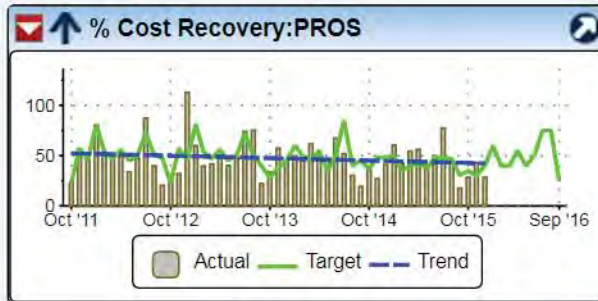 % Cost Recovery:PROS
100
50
0
Oct '11 Oct '12 Oct '13 Oct '14 Oct '15 Sep '16
Actual Target Trend